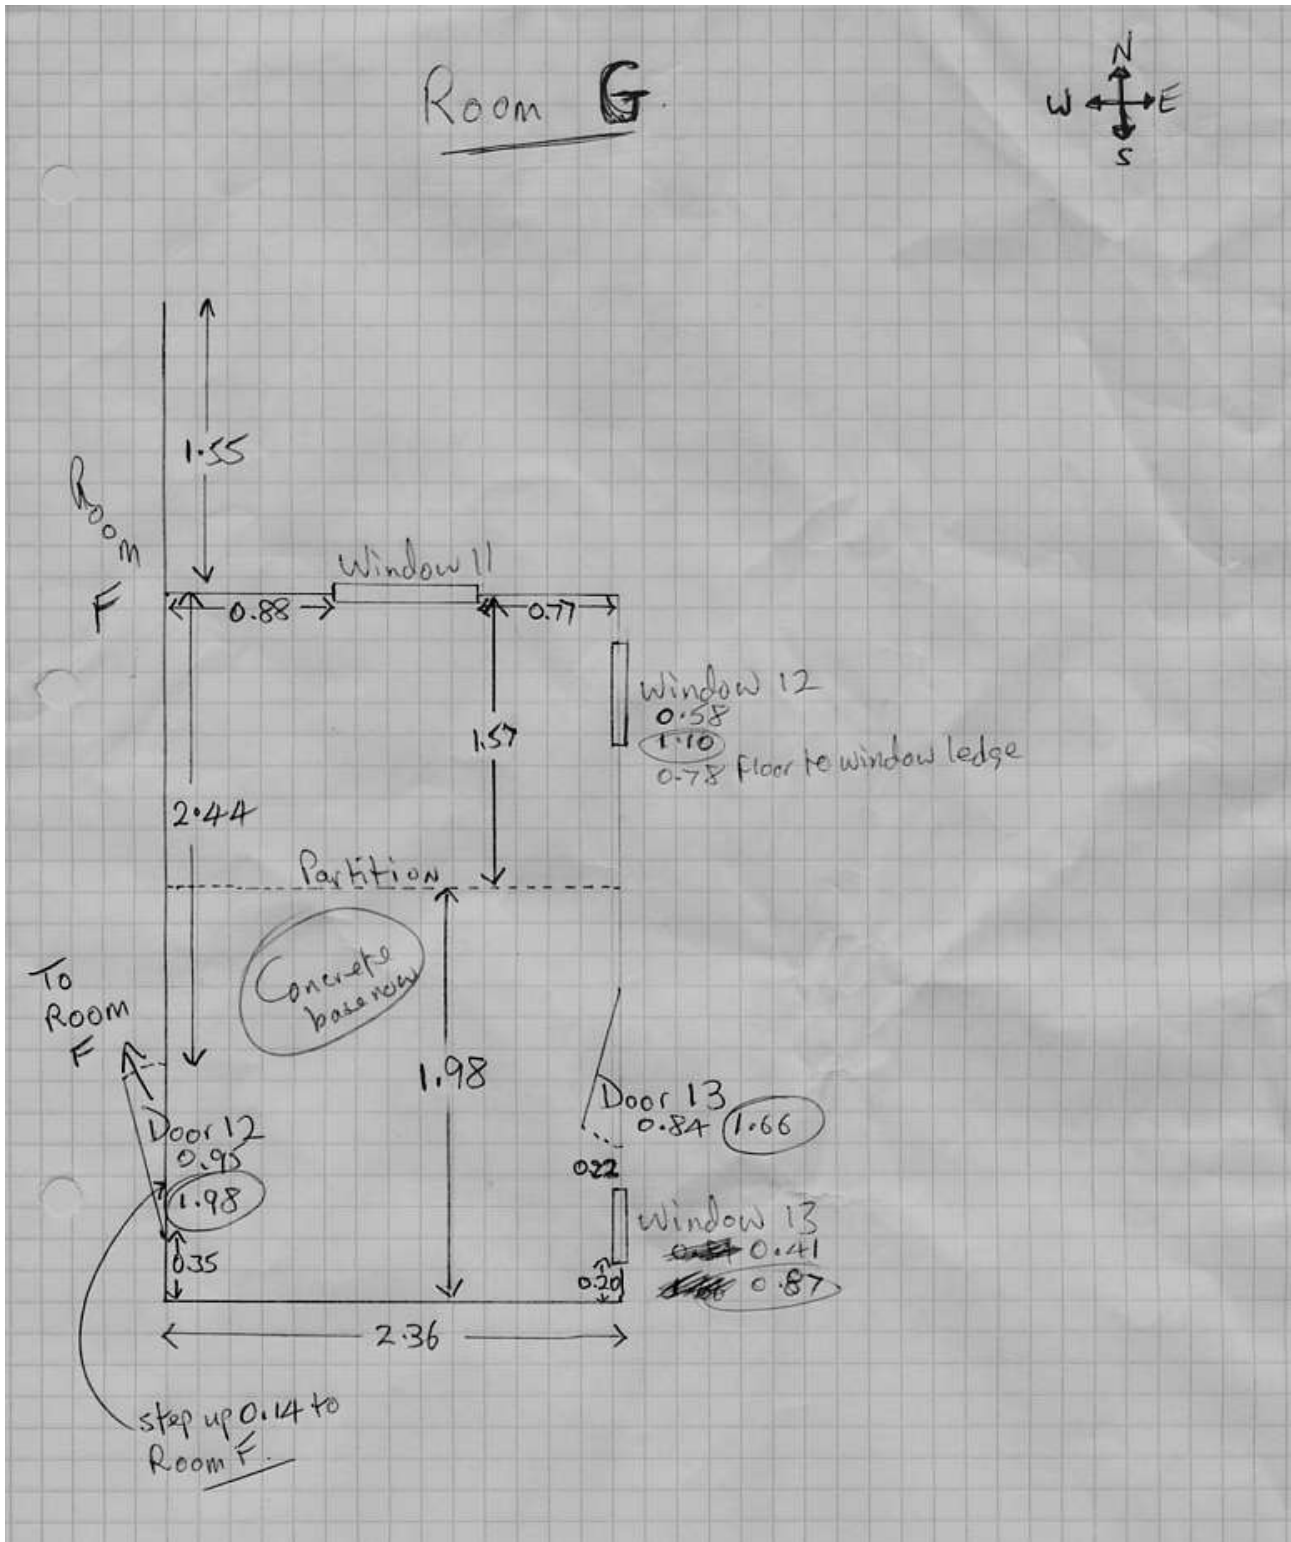 Room G.
N
W E
S
1.55
Room
F
Window 11
0.88
0.77
Window 12
0.58
1.10
0.78 Floor to window ledge
1.57
2.44
Partition
Concrete
base now
To
ROOM
F
1.98
Door 13
0.84 1.66
Door 12
0.95
1.98
0.22
Window 13
0.41
0.87
0.35
0.20
2.36
step up 0.14 to
Room F.